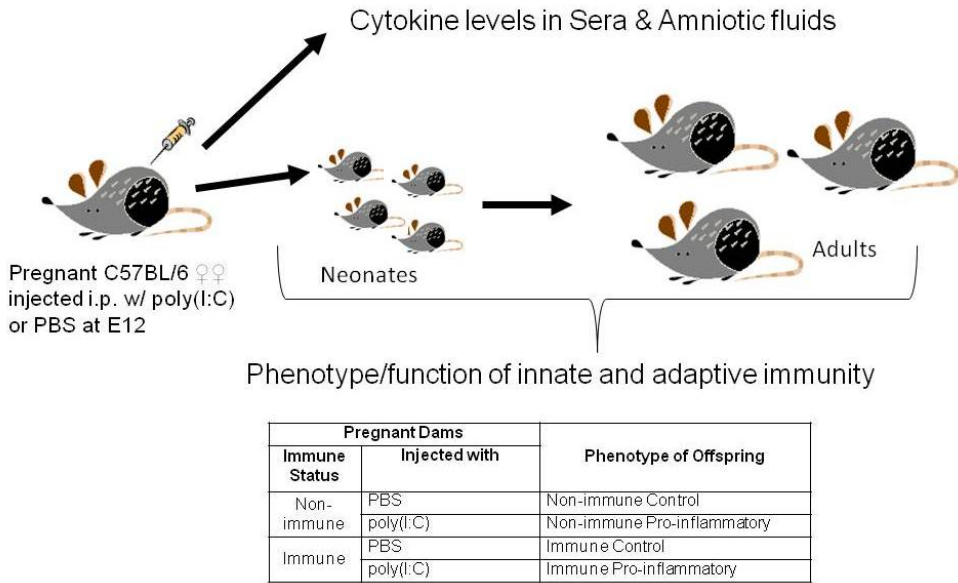 Cytokine levels in Sera & Amniotic fluids
Pregnant C57BL/6 ♀♀
injected i.p. w/ poly(I:C)
or PBS at E12
Neonates
Adults
Phenotype/function of innate and adaptive immunity
Pregnant Dams
Immune
Status
Injected with
Phenotype of Offspring
Non-
immune
PBS
Non-immune Control
poly(I:C)
Non-immune Pro-inflammatory
Immune
PBS
Immune Control
poly(I:C)
Immune Pro-inflammatory